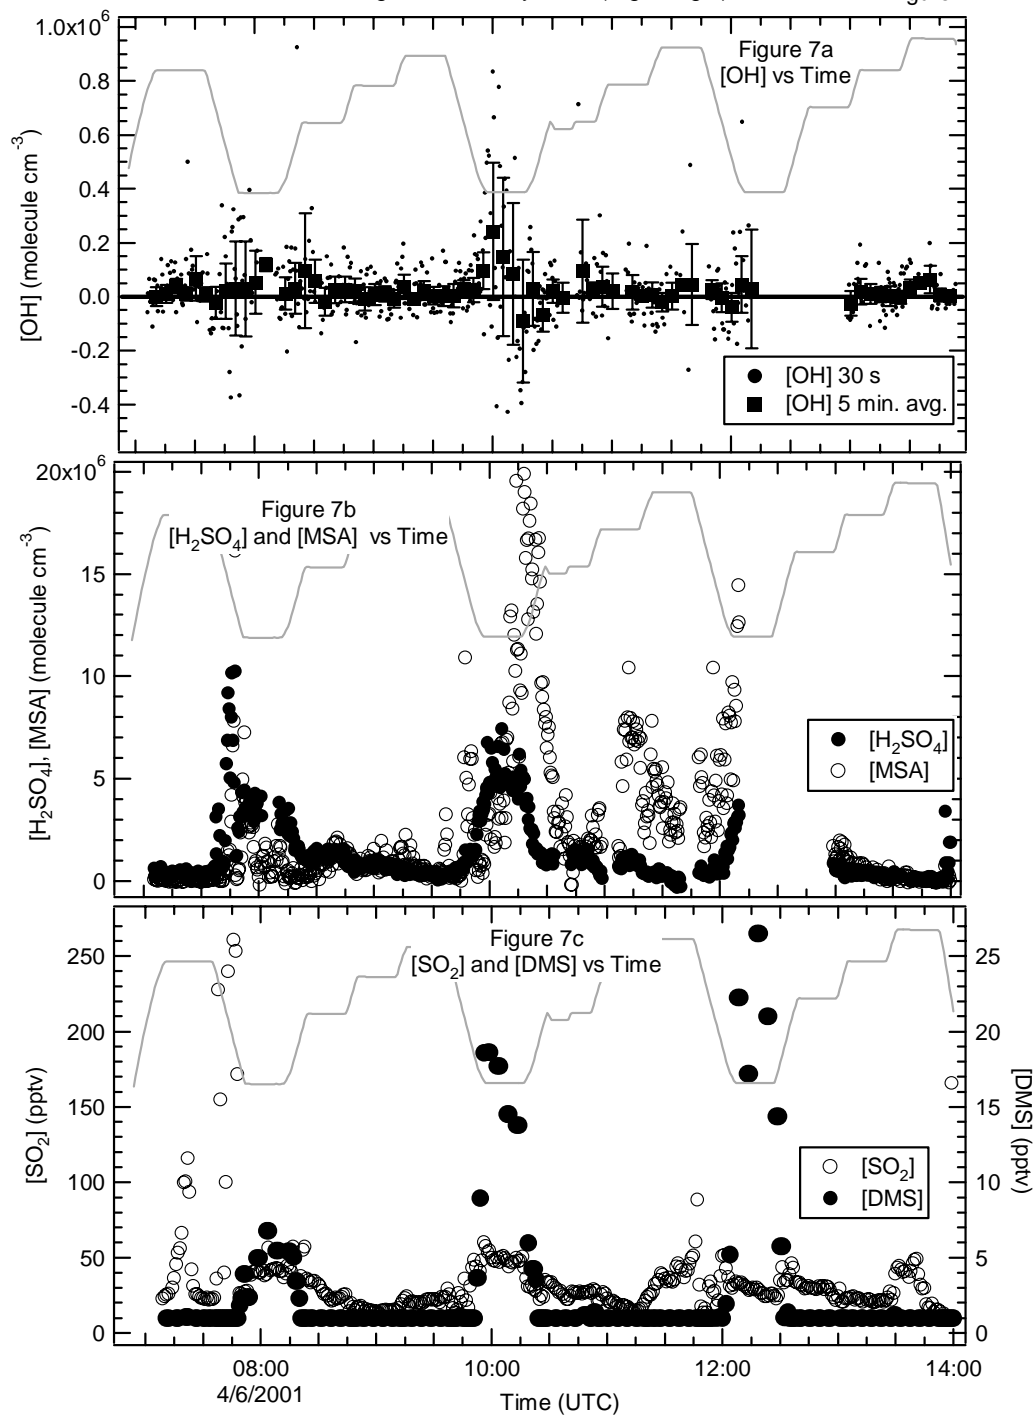 1.0x10⁶
Figure 7a
[OH] vs Time
0.8
0.6
0.4
0.2
0.0
-0.2
-0.4
[OH] (molecule cm⁻³)
[OH] 30 s
[OH] 5 min. avg.
20x10⁶
Figure 7b
[H₂SO₄] and [MSA] vs Time
15
10
5
0
[H₂SO₄], [MSA] (molecule cm⁻³)
[H₂SO₄]
[MSA]
Figure 7c
[SO₂] and [DMS] vs Time
250
200
150
100
50
0
[SO₂] (pptv)
25
20
15
10
5
0
[DMS] (pptv)
[SO₂]
[DMS]
08:00
10:00
12:00
14:00
4/6/2001
Time (UTC)